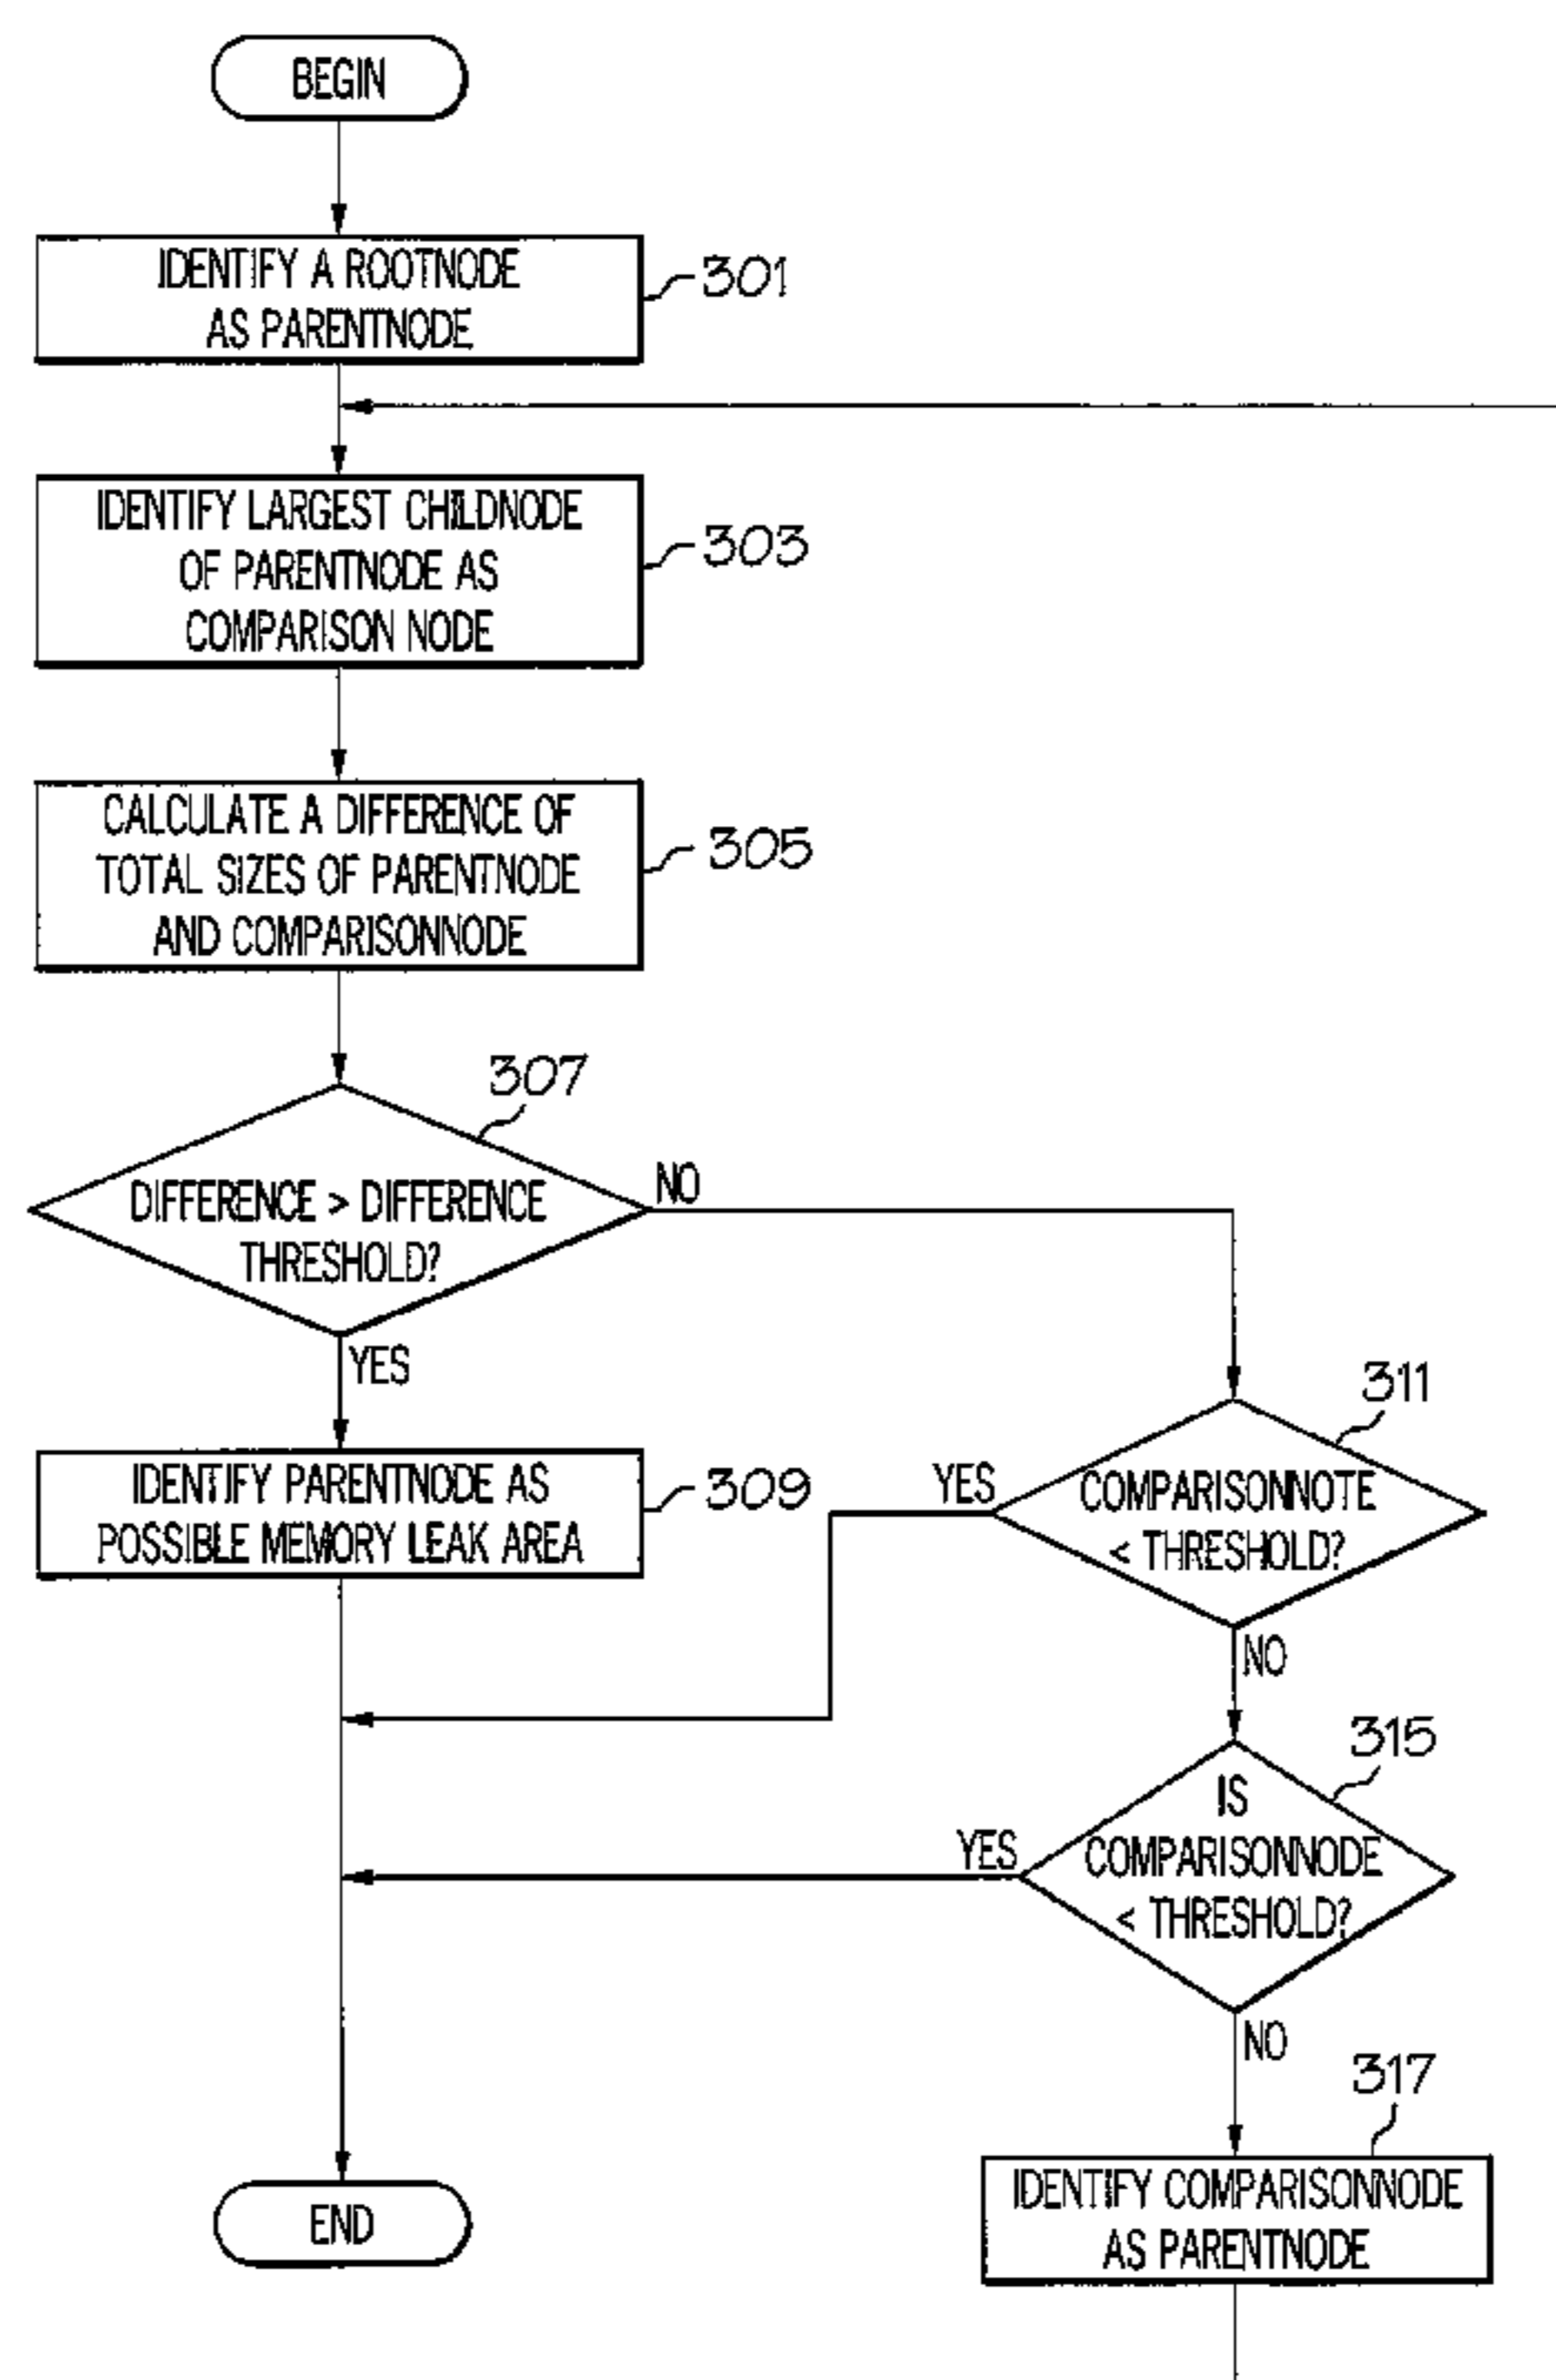 BEGIN
IDENTIFY A ROOTNODE
AS PARENTNODE
301
IDENTIFY LARGEST CHILDNODE
OF PARENTNODE AS
COMPARISON NODE
303
CALCULATE A DIFFERENCE OF
TOTAL SIZES OF PARENTNODE
AND COMPARISONNODE
305
307
DIFFERENCE > DIFFERENCE
THRESHOLD?
NO
YES
IDENTIFY PARENTNODE AS
POSSIBLE MEMORY LEAK AREA
309
311
YES
COMPARISONNOTE
< THRESHOLD?
NO
315
YES
IS
COMPARISONNODE
< THRESHOLD?
NO
317
IDENTIFY COMPARISONNODE
AS PARENTNODE
END